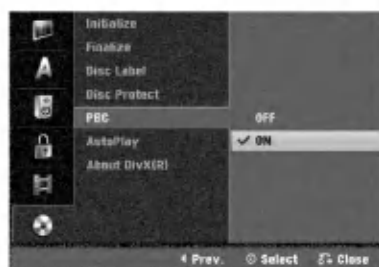 Initialize
Finalize
Disc Label
Disc Protect
PBC
OFF
AutoPlay
✓ ON
About DivX(R)
A
Prev. Select Close